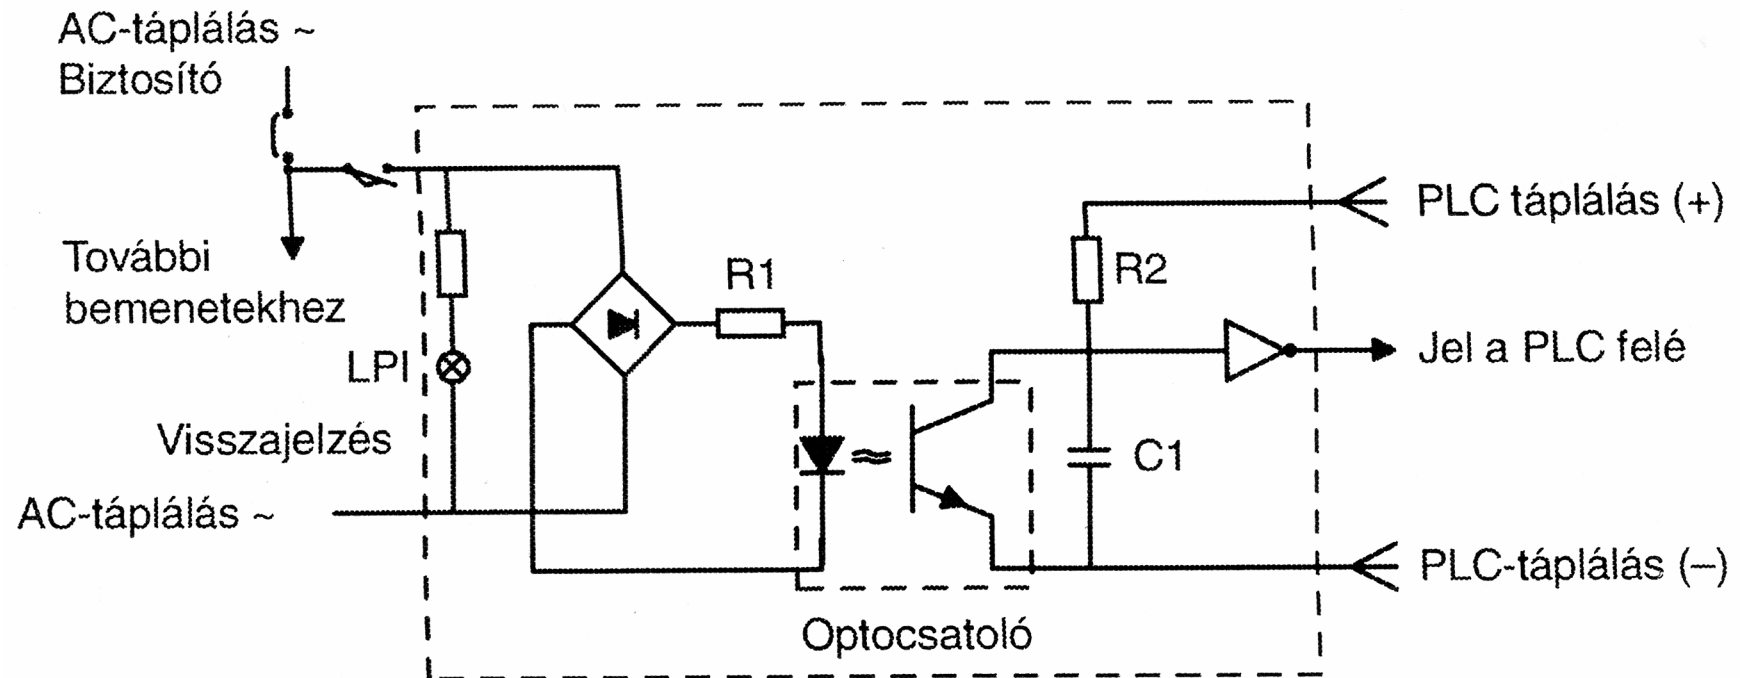 AC-táplálás ~
Biztosító
További
bemenetekhez
LPI
Visszajelzés
AC-táplálás ~
R1
Optocsatoló
R2
C1
PLC táplálás (+)
Jel a PLC felé
PLC-táplálás (–)